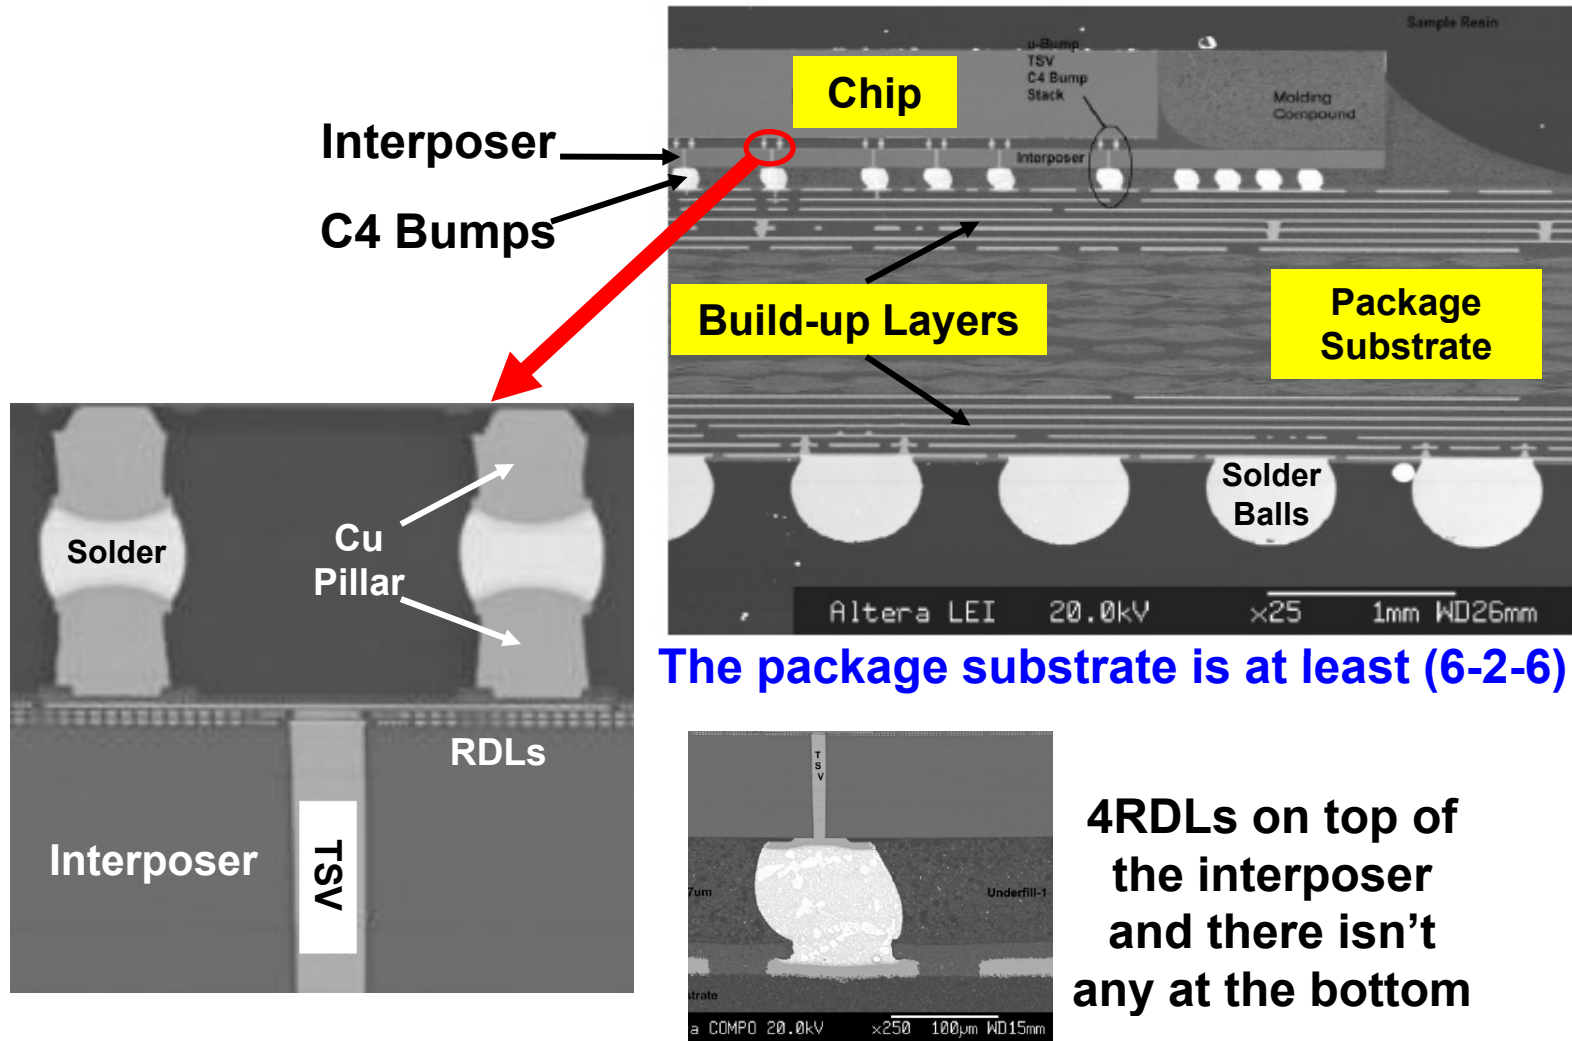 Sample Resin
u-Bump
TSV
C4 Bump
Stack
Chip
Molding
Compound
Interposer
Interposer
C4 Bumps
Build-up Layers
Package
Substrate
Solder
Balls
Altera LEI 20.0kV x25 1mm WD26mm
The package substrate is at least (6-2-6)
Solder
Cu
Pillar
RDLs
Interposer
TSV
TSV
7um
Underfill-1
strate
a COMPO 20.0kV x250 100µm WD15mm
4RDLs on top of
the interposer
and there isn’t
any at the bottom